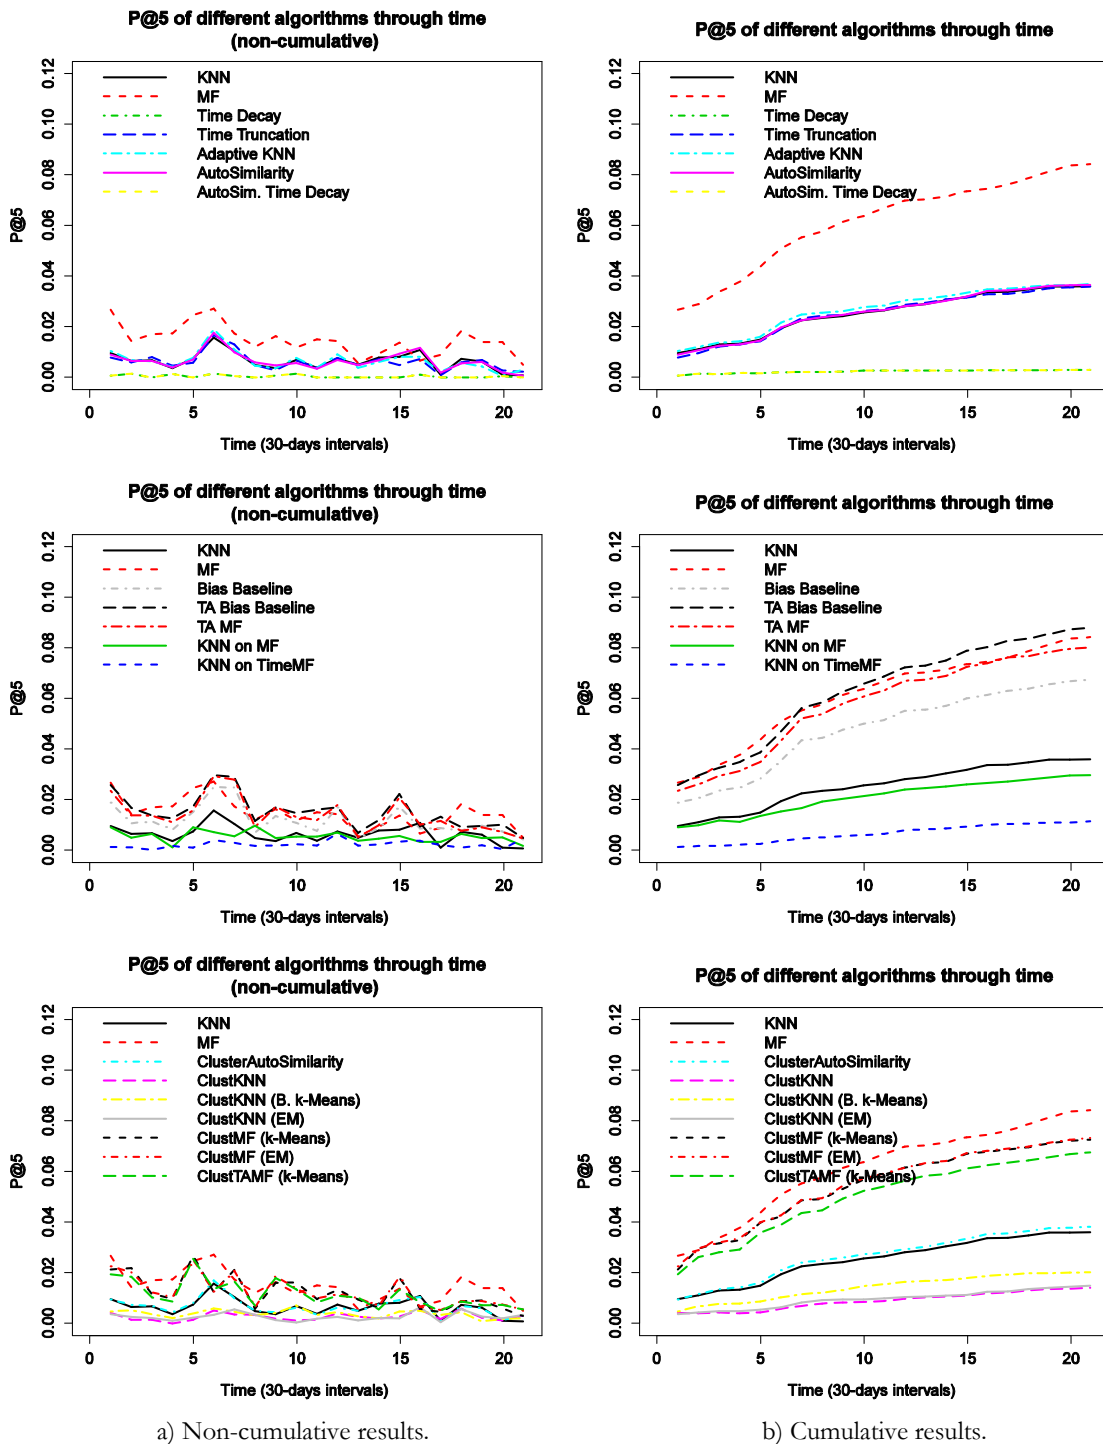 P@5 of different algorithms through time
(non-cumulative)
P@5
0.00
0.02
0.04
0.06
0.08
0.10
0.12
KNN
MF
Time Decay
Time Truncation
Adaptive KNN
AutoSimilarity
AutoSim. Time Decay
0 5 10 15 20
Time (30-days intervals)
P@5 of different algorithms through time
P@5
0.00
0.02
0.04
0.06
0.08
0.10
0.12
KNN
MF
Time Decay
Time Truncation
Adaptive KNN
AutoSimilarity
AutoSim. Time Decay
0 5 10 15 20
Time (30-days intervals)
P@5 of different algorithms through time
(non-cumulative)
P@5
0.00
0.02
0.04
0.06
0.08
0.10
0.12
KNN
MF
Bias Baseline
TA Bias Baseline
TA MF
KNN on MF
KNN on TimeMF
0 5 10 15 20
Time (30-days intervals)
P@5 of different algorithms through time
P@5
0.00
0.02
0.04
0.06
0.08
0.10
0.12
KNN
MF
Bias Baseline
TA Bias Baseline
TA MF
KNN on MF
KNN on TimeMF
0 5 10 15 20
Time (30-days intervals)
P@5 of different algorithms through time
(non-cumulative)
P@5
0.00
0.02
0.04
0.06
0.08
0.10
0.12
KNN
MF
ClusterAutoSimilarity
ClustKNN
ClustKNN (B. k-Means)
ClustKNN (EM)
ClustMF (k-Means)
ClustMF (EM)
ClustTAMF (k-Means)
0 5 10 15 20
Time (30-days intervals)
P@5 of different algorithms through time
P@5
0.00
0.02
0.04
0.06
0.08
0.10
0.12
KNN
MF
ClusterAutoSimilarity
ClustKNN
ClustKNN (B. k-Means)
ClustKNN (EM)
ClustMF (k-Means)
ClustMF (EM)
ClustTAMF (k-Means)
0 5 10 15 20
Time (30-days intervals)
a) Non-cumulative results.
b) Cumulative results.